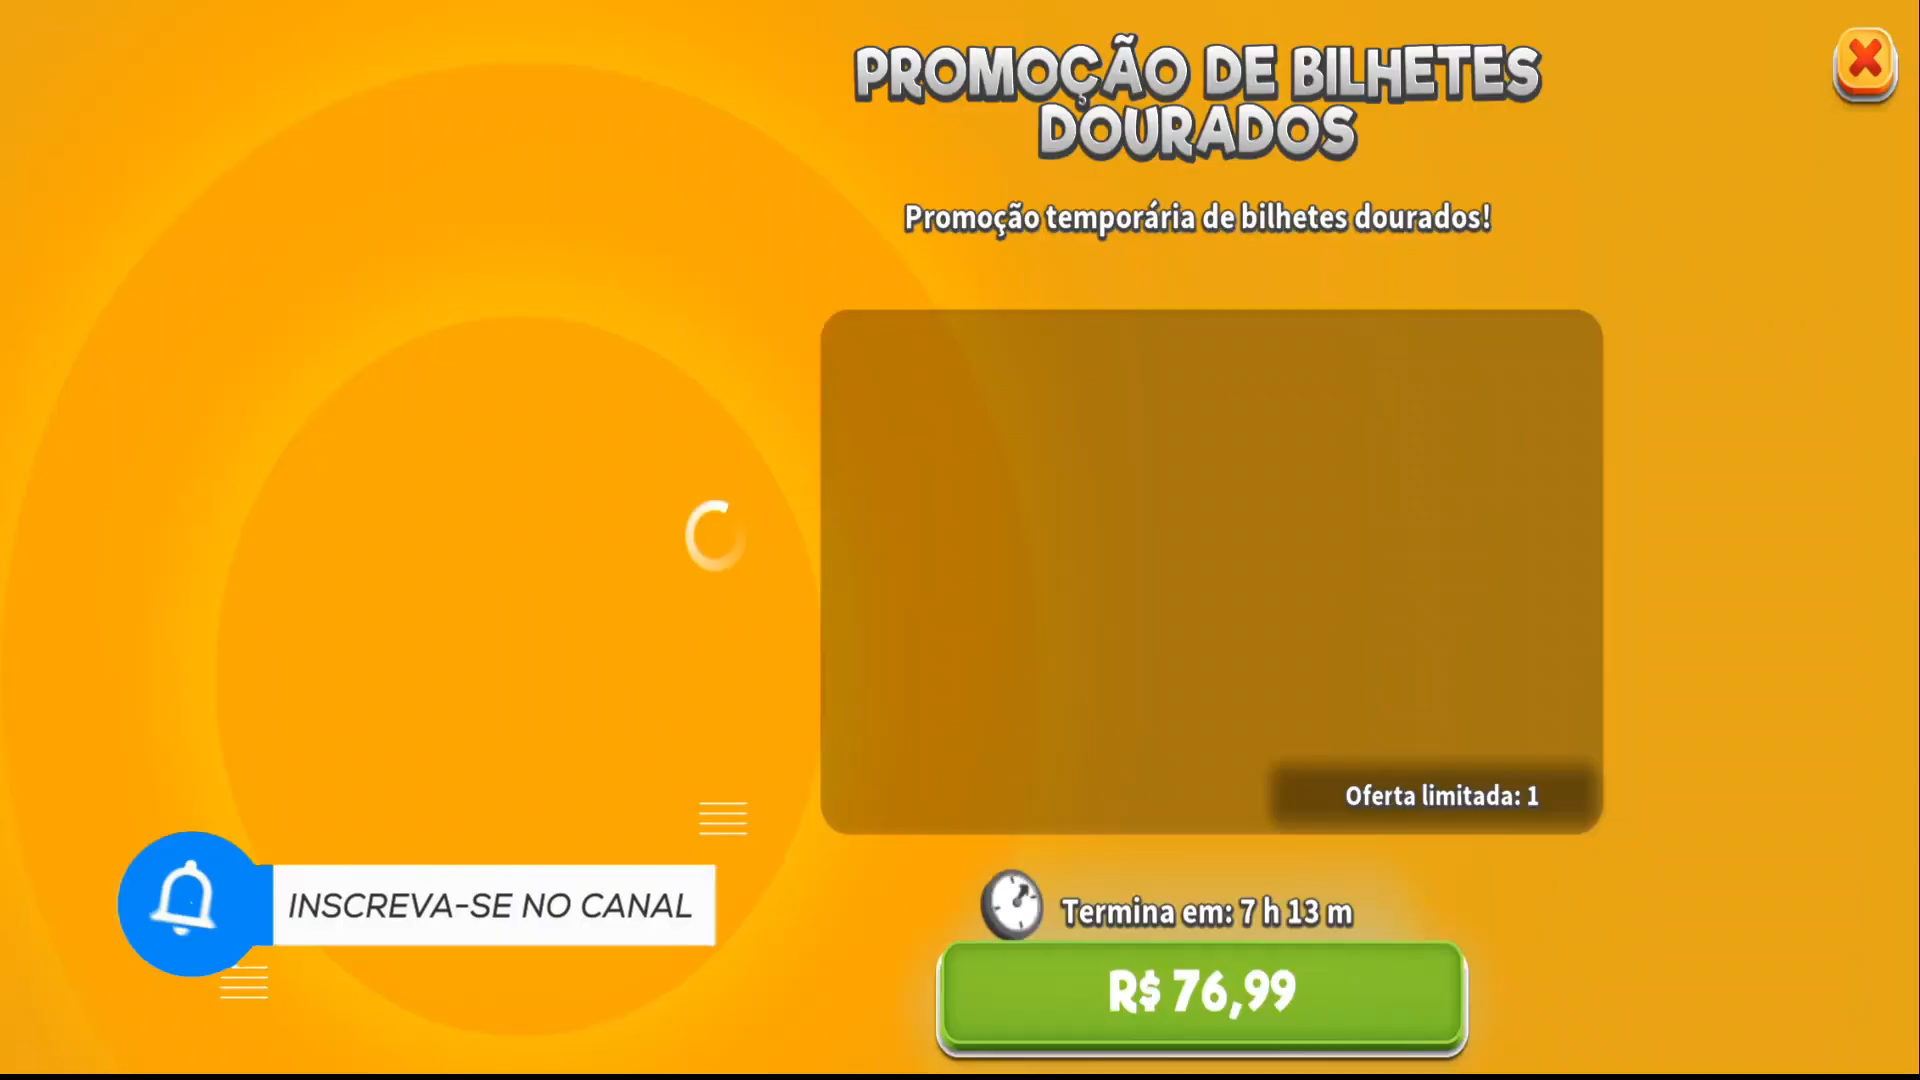 PROMOÇÃO DE BILHETES
DOURADOS
Promoção temporária de bilhetes dourados!
Oferta limitada: 1
INSCREVA-SE NO CANAL
Termina em: 7 h 13 m
R$ 76,99